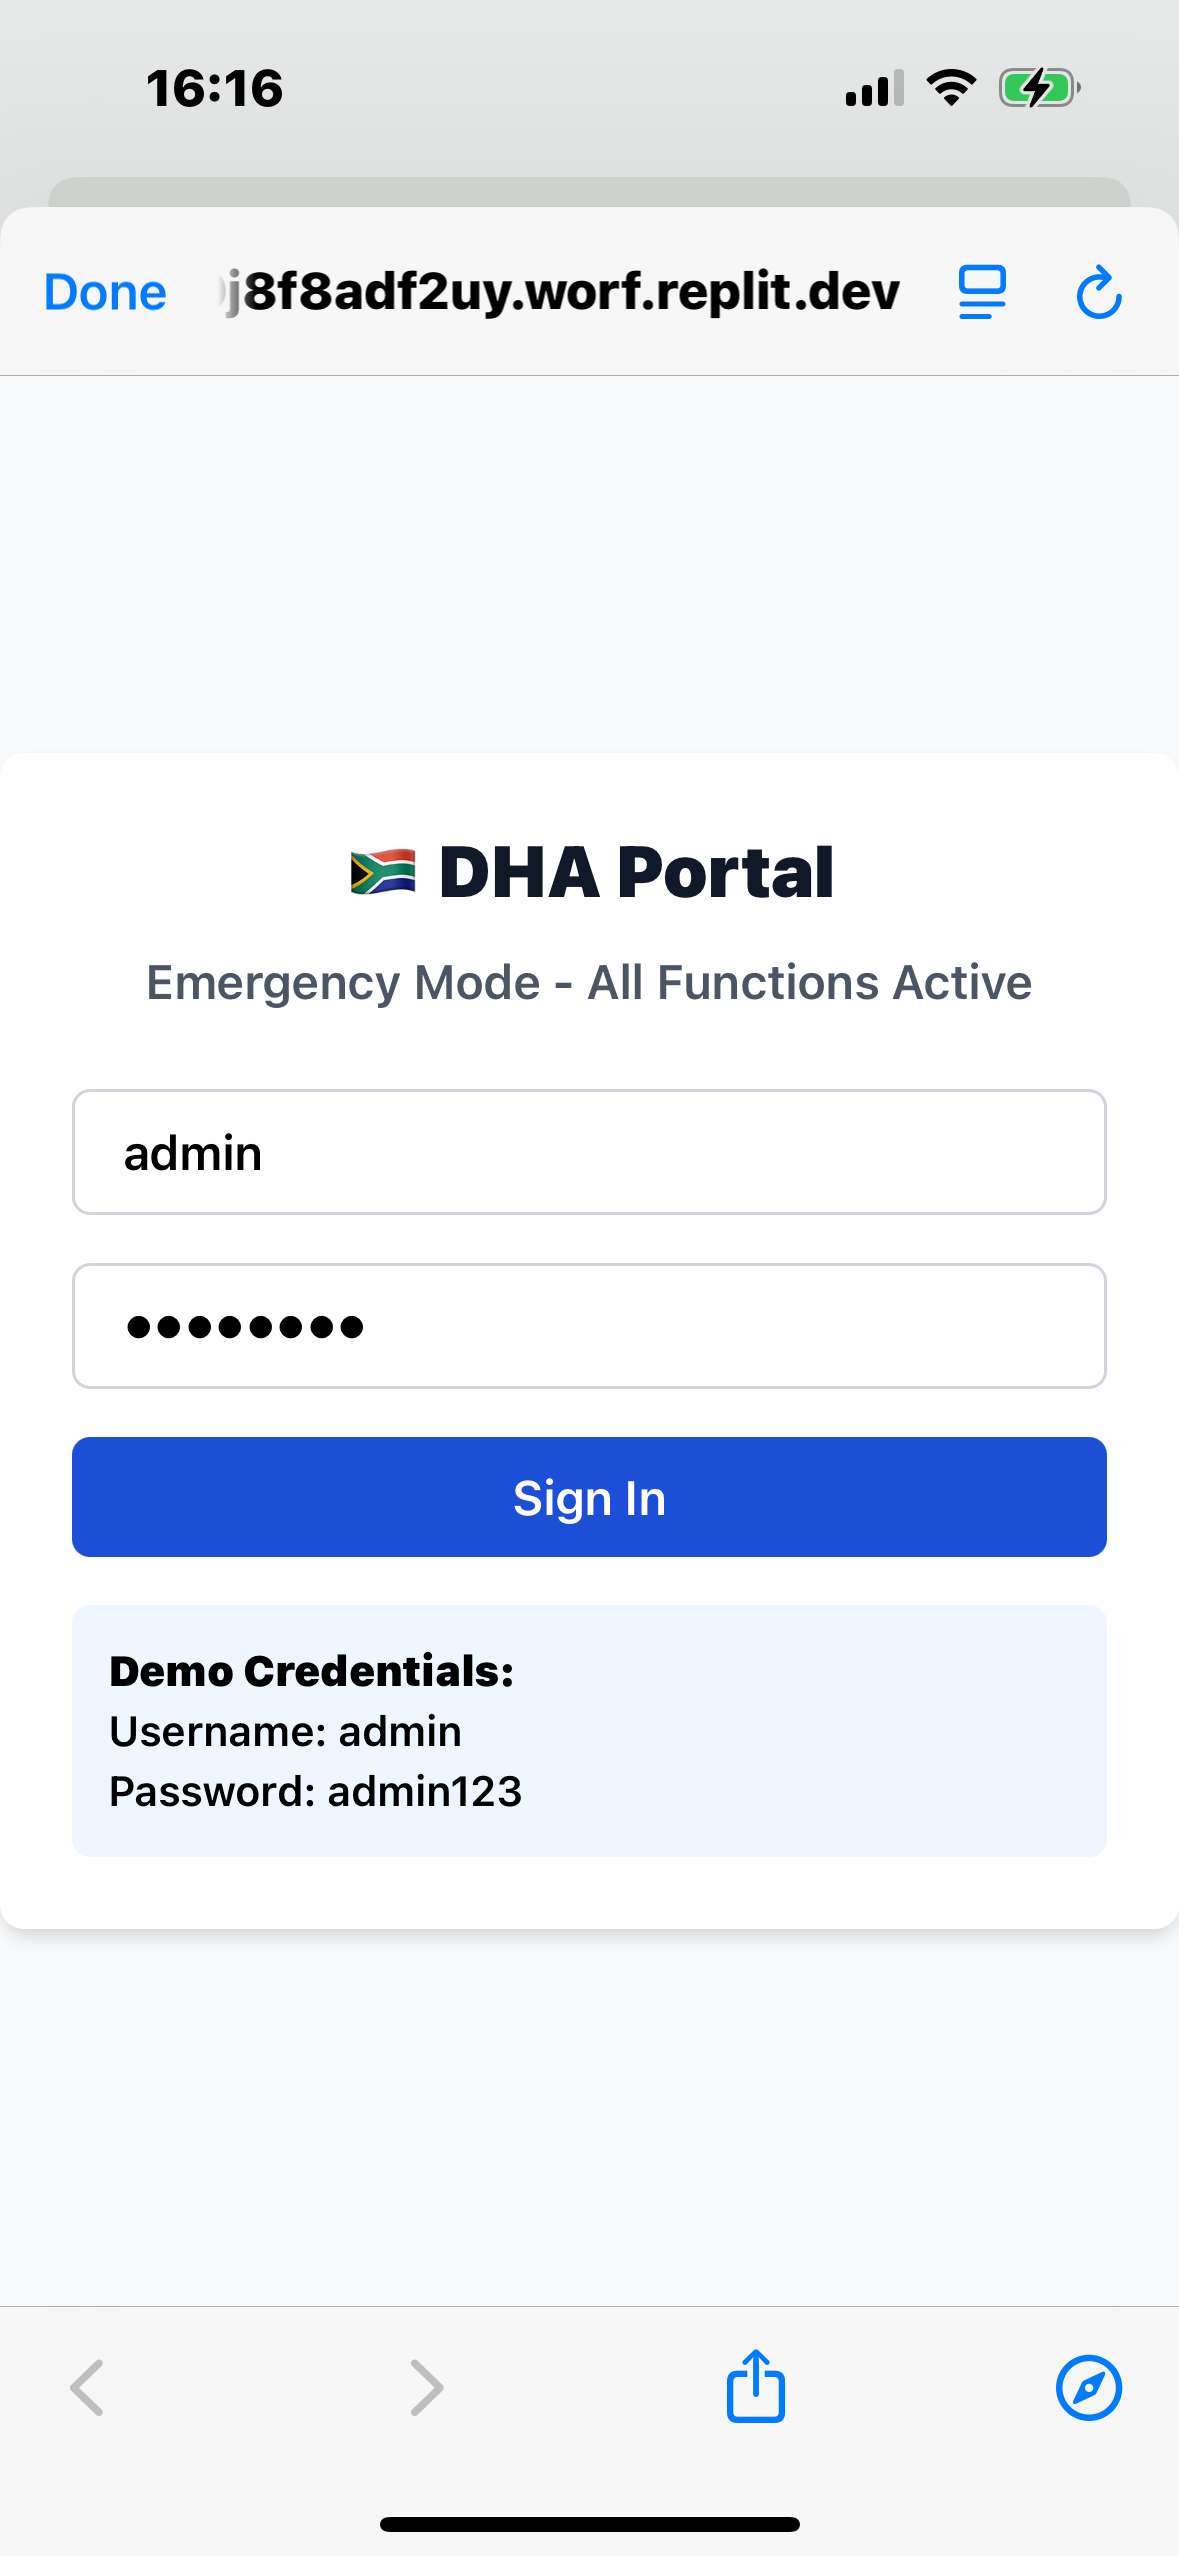 16:16
Done
j8f8adf2uy.worf.replit.dev
🇿🇦 DHA Portal
Emergency Mode - All Functions Active
admin
••••••••
Sign In
Demo Credentials:
Username: admin
Password: admin123